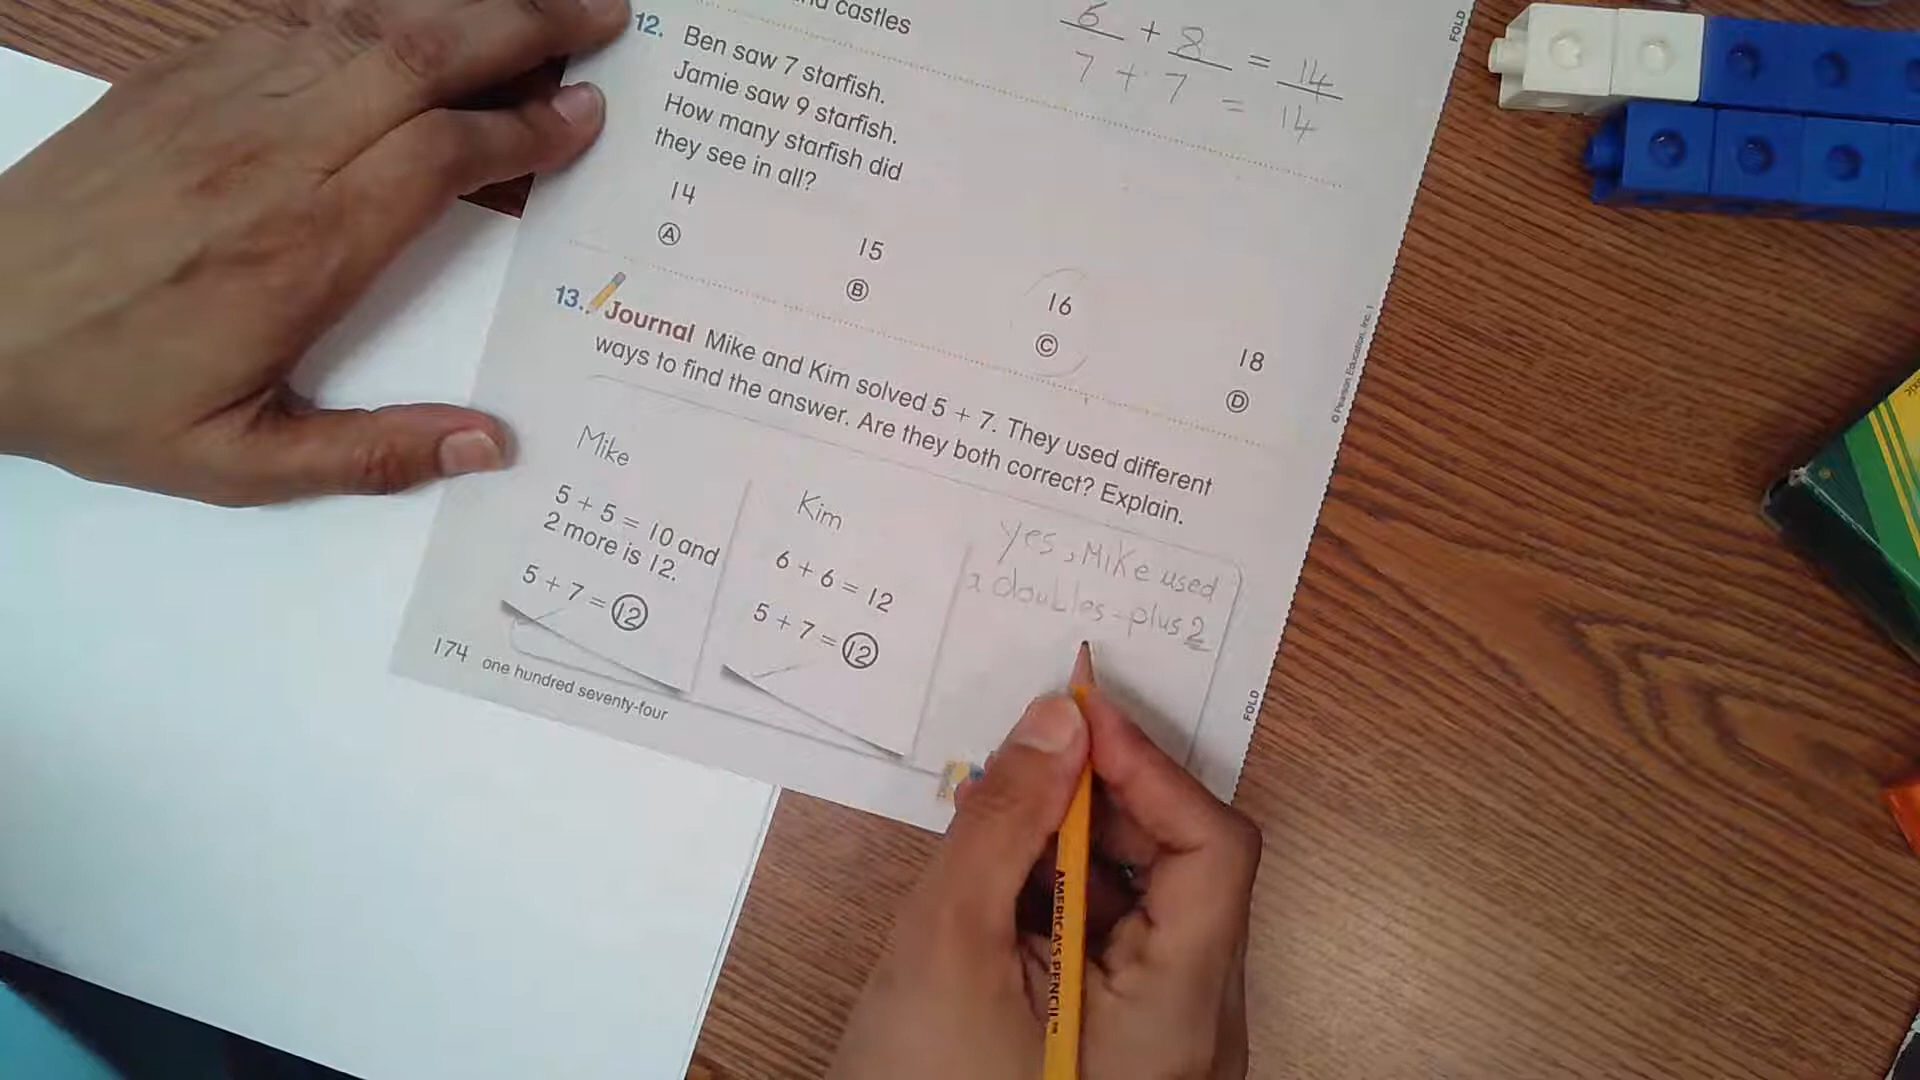 castles
6 + 8 = 14
7 + 7 = 14
12. Ben saw 7 starfish.
Jamie saw 9 starfish.
How many starfish did
they see in all?
14
15
16
18
A
B
C
D
13. Journal Mike and Kim solved 5 + 7. They used different
ways to find the answer. Are they both correct? Explain.
Mike
5 + 5 = 10 and
2 more is 12.
5 + 7 = 12
Kim
6 + 6 = 12
5 + 7 = 12
yes, Mike used
doubles-plus 2
174 one hundred seventy-four
© Pearson Education, Inc. 1
FOLD
FOLD
AMERICA'S PENCIL™